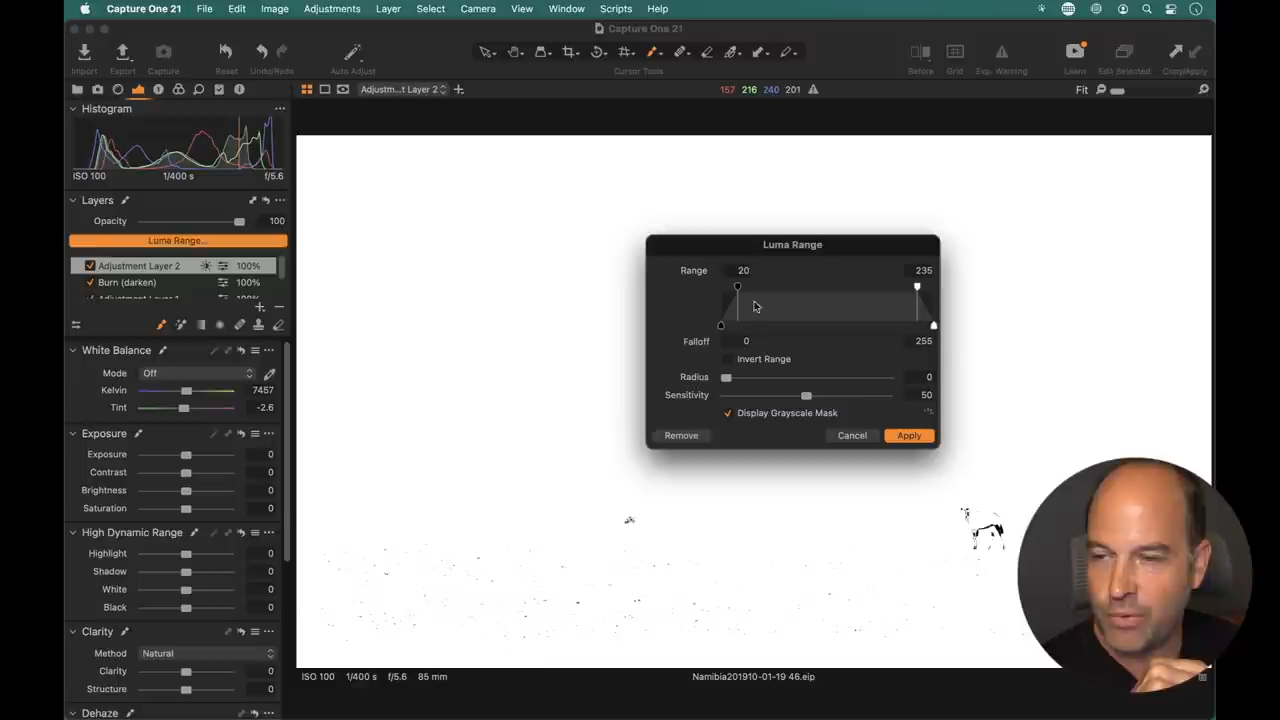 Capture One 21 File Edit Image Adjustments Layer Select Camera View Window Scripts Help
Capture One 21
Import Export Capture Reset Undo/Redo Auto Adjust Cursor Tools Before Grid Exp. Warning Learn Edit Selected Copy/Apply
Adjustm...t Layer 2 157 216 240 201 Fit
Histogram
ISO 100 1/400 s f/5.6
Layers
Opacity 100
Luma Range...
Adjustment Layer 2 100%
Burn (darken) 100%
Adjustment Layer 1
White Balance
Mode Off
Kelvin 7457
Tint -2.6
Exposure
Exposure 0
Contrast 0
Brightness 0
Saturation 0
High Dynamic Range
Highlight 0
Shadow 0
White 0
Black 0
Clarity
Method Natural
Clarity 0
Structure 0
Dehaze
Luma Range
Range 20 235
Falloff 0 255
Invert Range
Radius 0
Sensitivity 50
Display Grayscale Mask
Remove Cancel Apply
ISO 100 1/400 s f/5.6 85 mm Namibia201910-01-19 46.eip